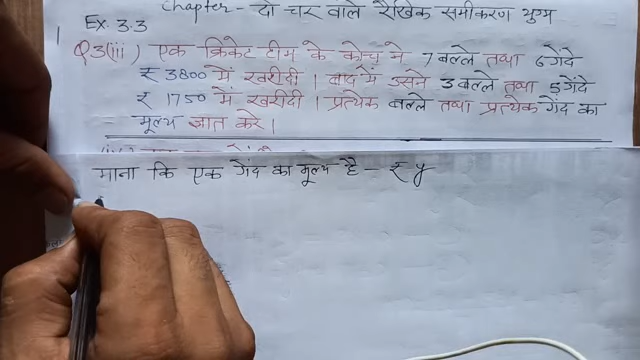 Chapter - दो चर वाले रैखिक समीकरण युग्म
Ex 3.3
Q3(iii) एक क्रिकेट टीम के कोच ने 7 बल्ले तथा 6 गेंदे
₹ 3800 में खरीदी । बाद में उसने 3 बल्ले तथा 5 गेंदे
₹ 1750 में खरीदी । प्रत्येक बल्ले तथा प्रत्येक गेंद का
मूल्य ज्ञात करे ।
माना कि एक गेंद का मूल्य है - ₹ y